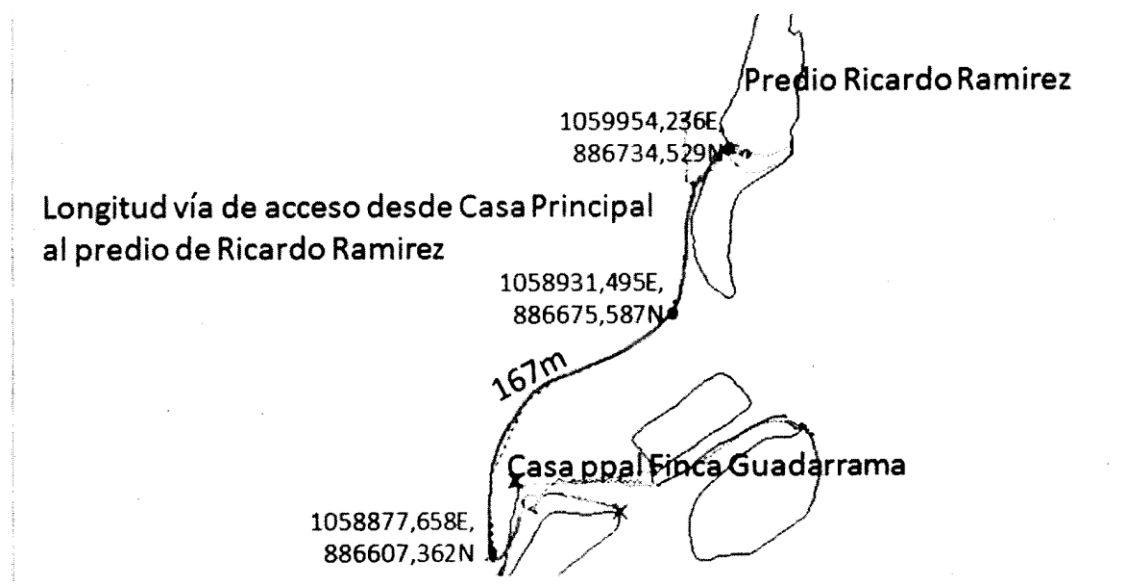 Predio Ricardo Ramirez
1059954,236E,
886734,529N
Longitud vía de acceso desde Casa Principal
al predio de Ricardo Ramirez
1058931,495E,
886675,587N
167m
Casa ppal Finca Guadarrama
1058877,658E,
886607,362N